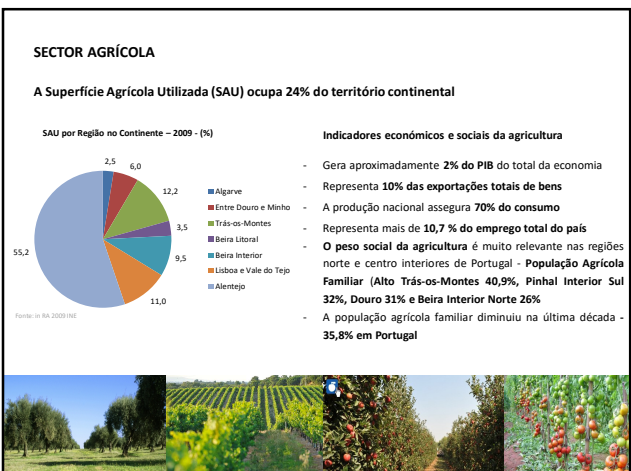 SECTOR AGRÍCOLA
A Superfície Agrícola Utilizada (SAU) ocupa 24% do território continental
SAU por Região no Continente – 2009 - (%)
2,5
6,0
12,2
3,5
9,5
11,0
55,2
Algarve
Entre Douro e Minho
Trás-os-Montes
Beira Litoral
Beira Interior
Lisboa e Vale do Tejo
Alentejo
Fonte: in RA 2009 INE
Indicadores económicos e sociais da agricultura
- Gera aproximadamente 2% do PIB do total da economia
- Representa 10% das exportações totais de bens
- A produção nacional assegura 70% do consumo
- Representa mais de 10,7 % do emprego total do país
- O peso social da agricultura é muito relevante nas regiões
norte e centro interiores de Portugal - População Agrícola
Familiar (Alto Trás-os-Montes 40,9%, Pinhal Interior Sul
32%, Douro 31% e Beira Interior Norte 26%
- A população agrícola familiar diminuiu na última década -
35,8% em Portugal